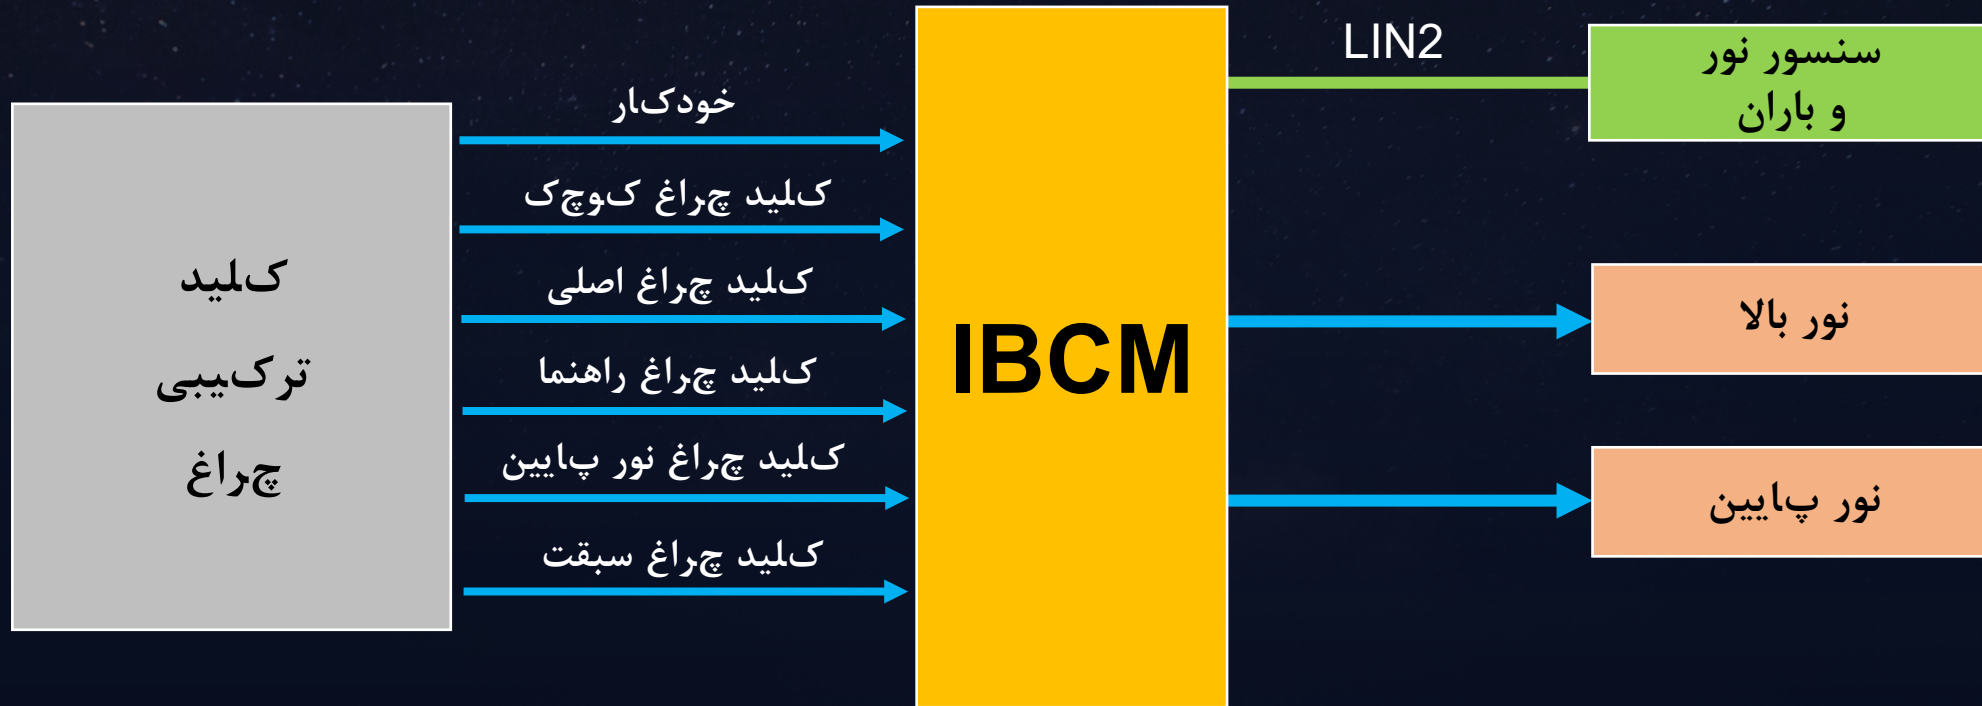 کلید
ترکیبی
چراغ
خودکار
کلید چراغ کوچک
کلید چراغ اصلی
کلید چراغ راهنما
کلید چراغ نور پایین
کلید چراغ سبقت
IBCM
LIN2
سنسور نور
و باران
نور بالا
نور پایین